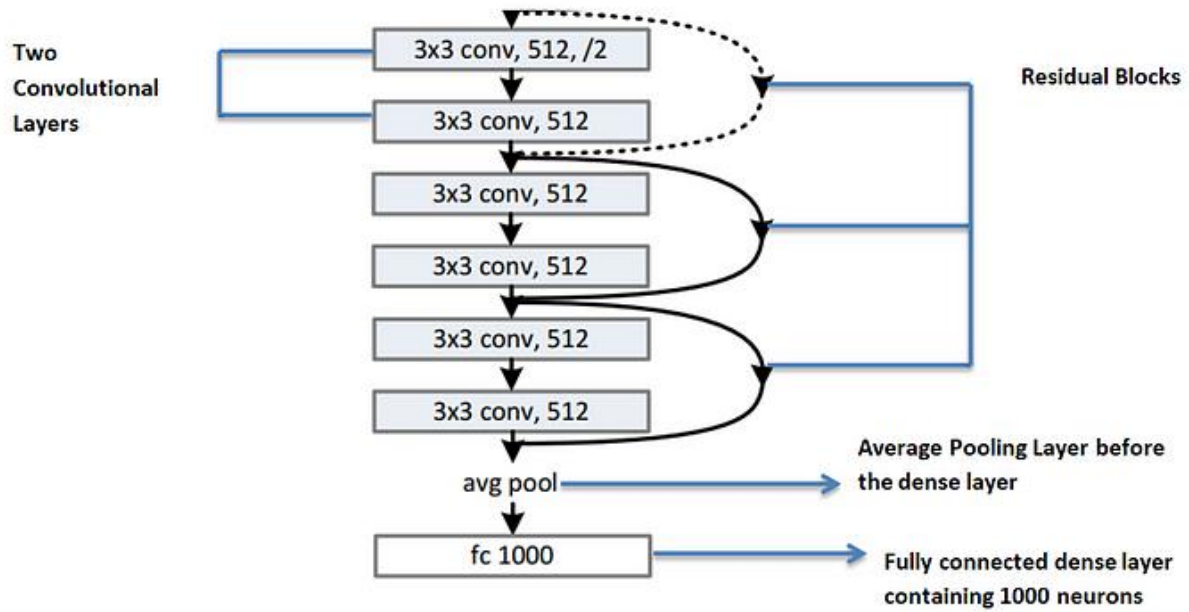 Two
Convolutional
Layers
3x3 conv, 512, /2
3x3 conv, 512
3x3 conv, 512
3x3 conv, 512
3x3 conv, 512
3x3 conv, 512
avg pool
fc 1000
Residual Blocks
Average Pooling Layer before
the dense layer
Fully connected dense layer
containing 1000 neurons